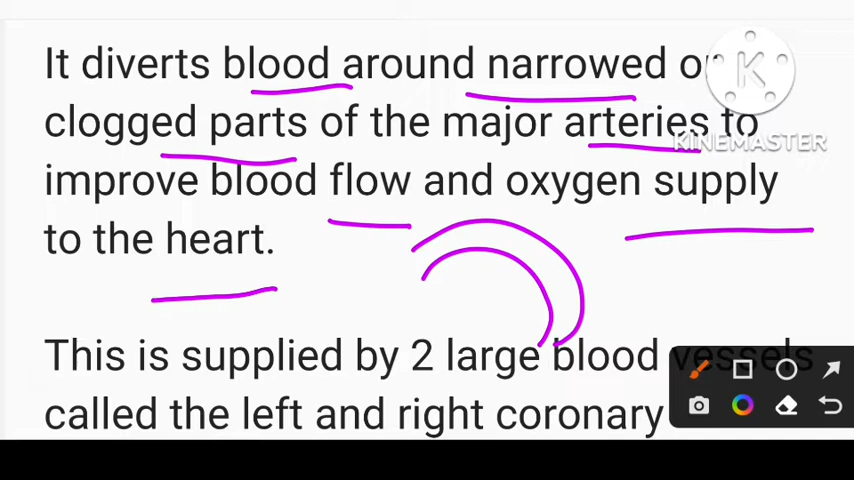 It diverts blood around narrowed or
clogged parts of the major arteries to
improve blood flow and oxygen supply
to the heart.
This is supplied by 2 large blood vessels
called the left and right coronary
KINEMASTER